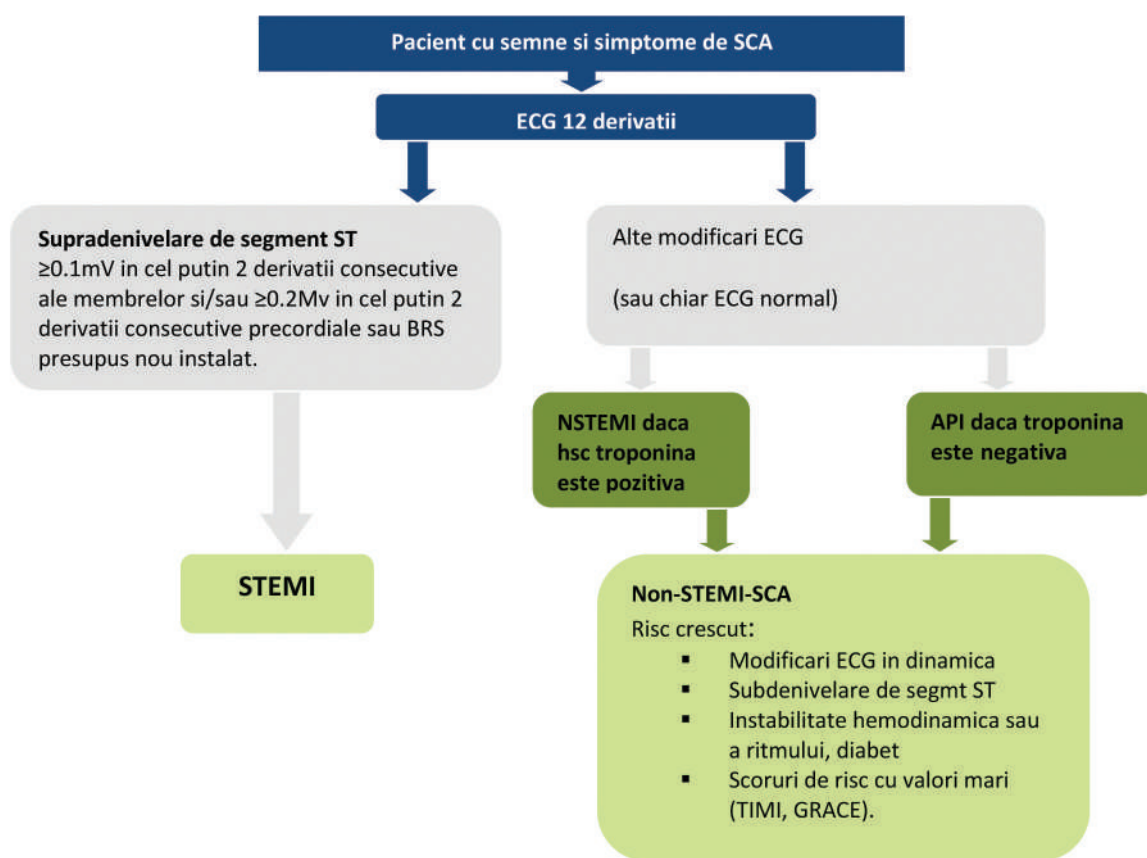 Pacient cu semne si simptome de SCA
ECG 12 derivatii
Supradenivelare de segment ST
≥0.1mV in cel putin 2 derivatii consecutive
ale membrelor si/sau ≥0.2Mv in cel putin 2
derivatii consecutive precordiale sau BRS
presupus nou instalat.
Alte modificari ECG
(sau chiar ECG normal)
NSTEMI daca
hsc troponina
este pozitiva
API daca troponina
este negativa
STEMI
Non-STEMI-SCA
Risc crescut:
▪ Modificari ECG in dinamica
▪ Subdenivelare de segmt ST
▪ Instabilitate hemodinamica sau
a ritmului, diabet
▪ Scoruri de risc cu valori mari
(TIMI, GRACE).